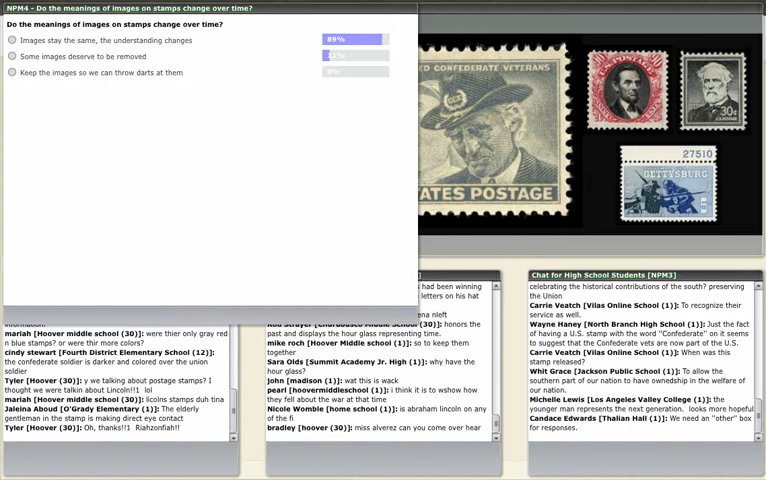 NPM4 - Do the meanings of images on stamps change over time?
Do the meanings of images on stamps change over time?
Images stay the same, the understanding changes
89%
Some images deserve to be removed
11%
Keep the images so we can throw darts at them
0%
ED CONFEDERATE VETERANS
ATES POSTAGE
30¢
27510
GETTYSBURG
mariah [Hoover middle school (30)]: were thier only gray red
n blue stamps? or were thir more colors?
cindy stewart [Fourth District Elementary School (12)]:
the confederate soldier is darker and colored over the union
soldier
Tyler [Hoover (30)]: y we talking about postage stamps? I
thought we were talkin about Lincoln!!1 lol
mariah [Hoover middle school (30)]: licolns stamps duh tina
Jaleina Aboud [O'Grady Elementary (1)]: The elderly
gentleman in the stamp is making direct eye contact
Tyler [Hoover (30)]: Oh, thanks!!1 Riahzonfiah!!
]
had been winning
letters on his hat
honors the
past and displays the hour glass representing time.
mike roch [Hoover Middle school (1)]: so to keep them
together
Sara Olds [Summit Academy Jr. High (1)]: why have the
hour glass?
john [madison (1)]: wat this is wack
pearl [hoovermiddleschool (1)]: i think it is to wshow how
they fell about the war at that time
Nicole Womble [home school (1)]: is abraham lincoln on any
of the fi
bradley [hoover (30)]: miss alverez can you come over hear
Chat for High School Students [NPM3]
celebrating the historical contributions of the south? preserving
the Union
Carrie Veatch [Vilas Online School (1)]: To recognize their
service as well.
Wayne Haney [North Branch High School (1)]: Just the fact
of having a U.S. stamp with the word "Confederate" on it seems
to suggest that the Confederate vets are now part of the U.S.
Carrie Veatch [Vilas Online School (1)]: When was this
stamp released?
Whit Grace [Jackson Public School (1)]: To allow the
southern part of our nation to have owndship in the welfare of
our nation.
Michelle Lewis [Los Angeles Valley College (1)]: the
younger man represents the next generation. looks more hopeful
Candace Edwards [Thalian Hall (1)]: We need an "other" box
for responses.